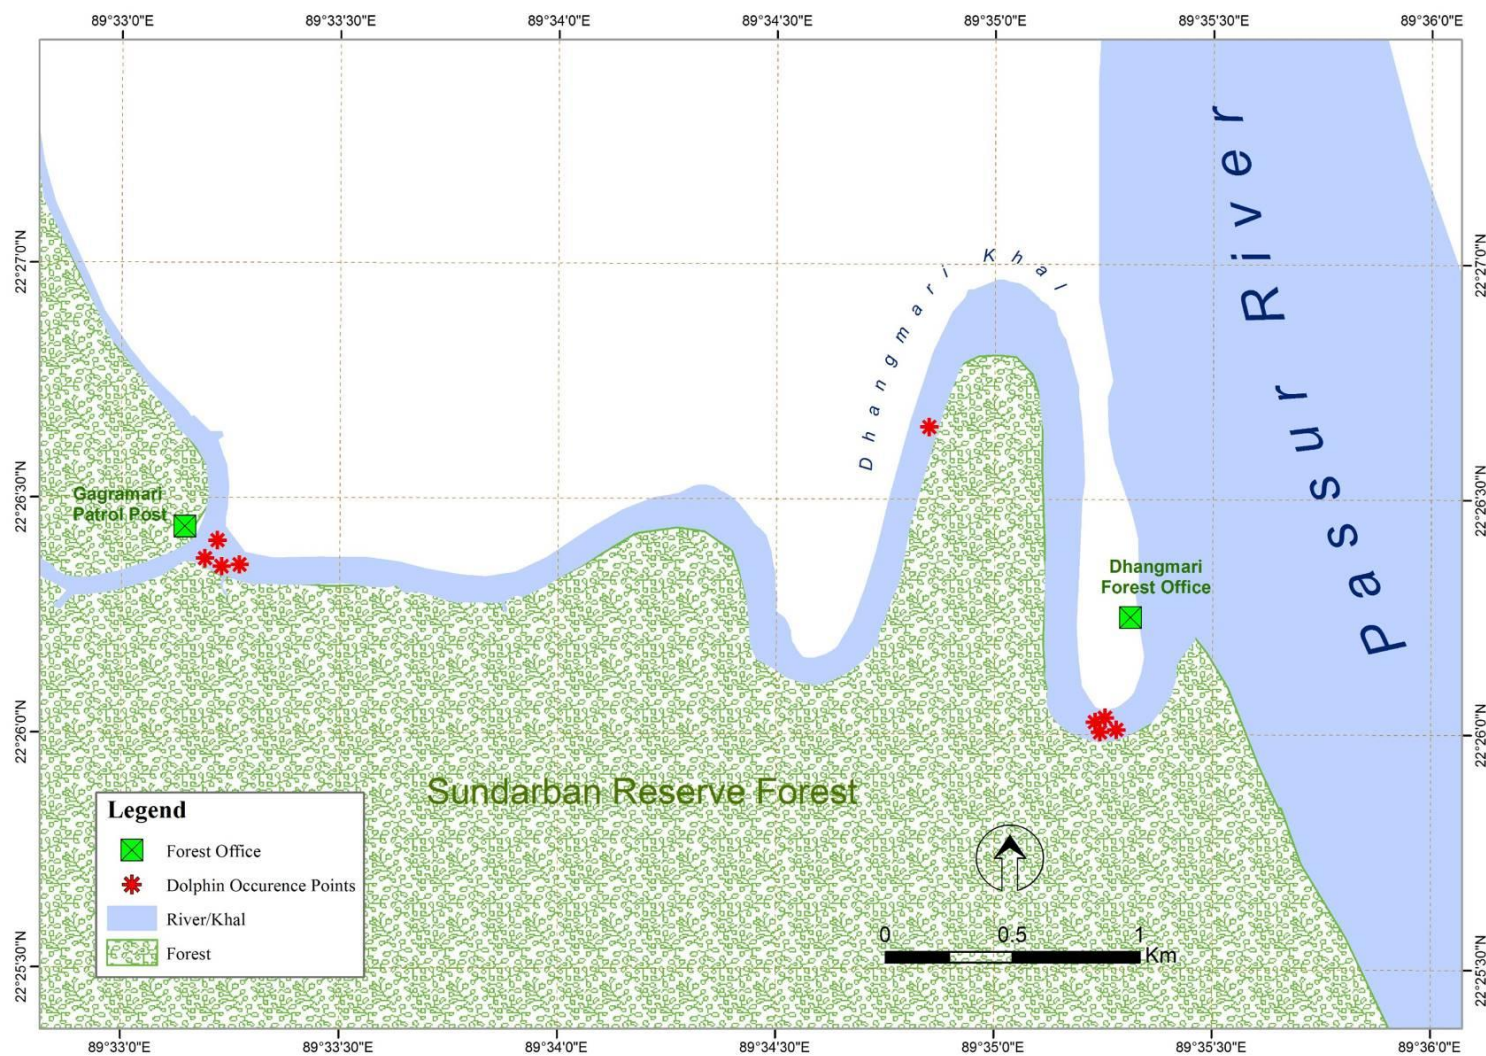 89°33'0"E 89°33'30"E 89°34'0"E 89°34'30"E 89°35'0"E 89°35'30"E 89°36'0"E
22°27'0"N
22°26'30"N
22°26'0"N
22°25'30"N
Passur River
Dhangmari Khal
Gagramari
Patrol Post
Dhangmari
Forest Office
Sundarban Reserve Forest
Legend
Forest Office
Dolphin Occurence Points
River/Khal
Forest
0 0.5 1
Km
22°27'0"N
22°26'30"N
22°26'0"N
22°25'30"N
89°33'0"E 89°33'30"E 89°34'0"E 89°34'30"E 89°35'0"E 89°35'30"E 89°36'0"E